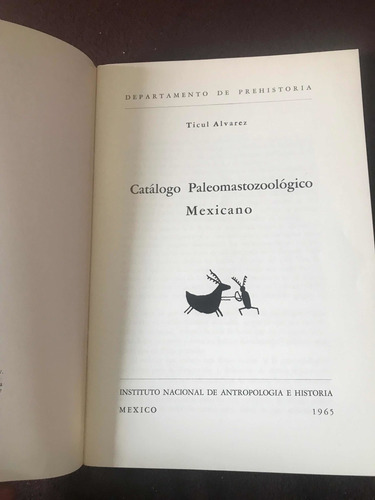 DEPARTAMENTO DE PREHISTORIA
Ticul Alvarez
Catálogo Paleomastozoológico
Mexicano
INSTITUTO NACIONAL DE ANTROPOLOGIA E HISTORIA
MEXICO 1965